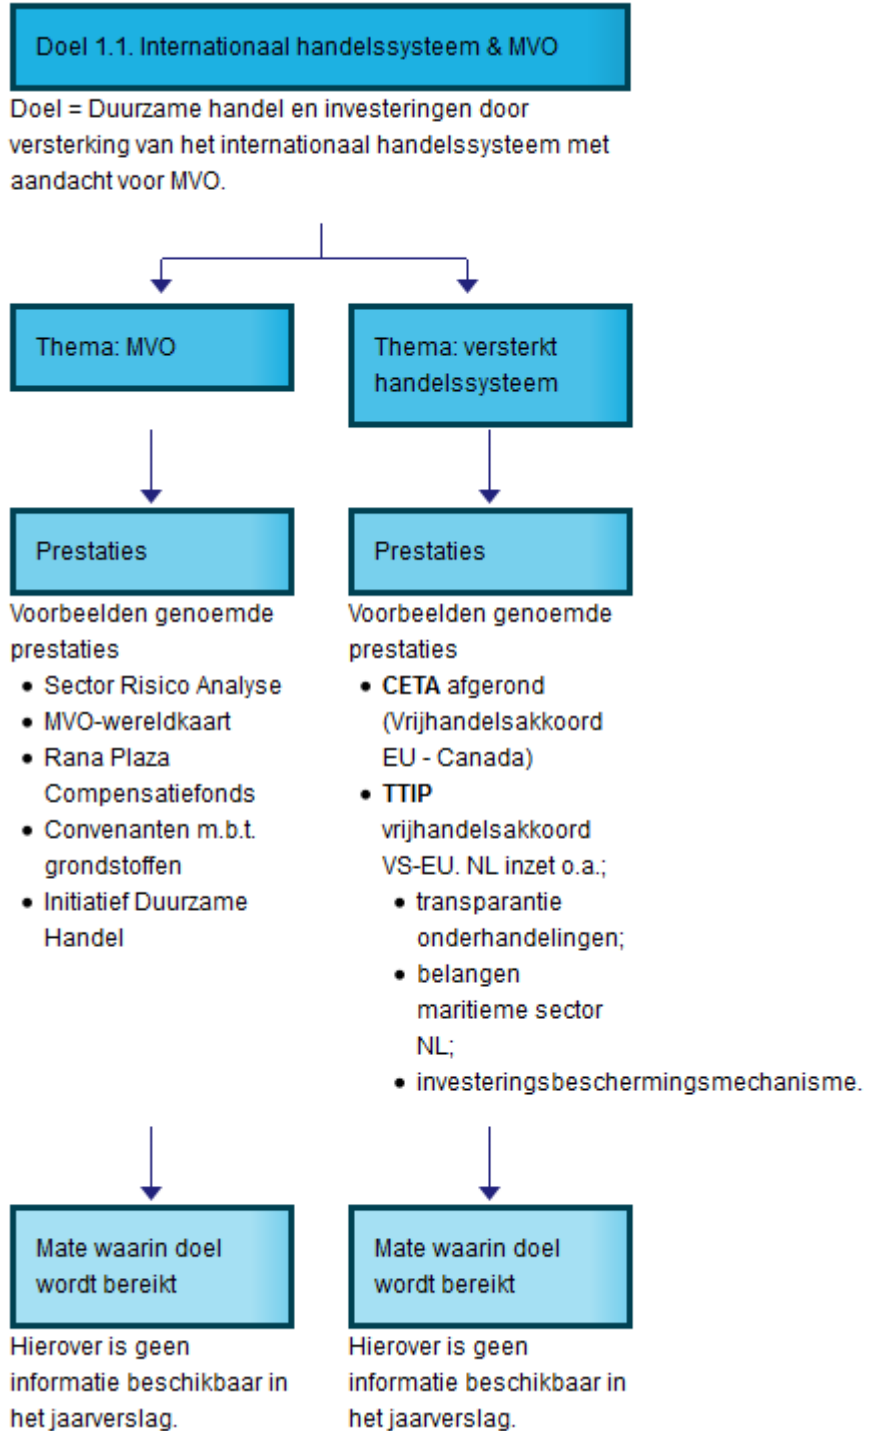 Doel 1.1. Internationaal handelssysteem & MVO
Doel = Duurzame handel en investeringen door
versterking van het internationaal handelssysteem met
aandacht voor MVO.
Thema: MVO
Prestaties
Voorbeelden genoemde
prestaties
• Sector Risico Analyse
• MVO-wereldkaart
• Rana Plaza
Compensatiefonds
• Convenanten m.b.t.
grondstoffen
• Initiatief Duurzame
Handel
Mate waarin doel
wordt bereikt
Hierover is geen
informatie beschikbaar in
het jaarverslag.
Thema: versterkt
handelssysteem
Prestaties
Voorbeelden genoemde
prestaties
• CETA afgerond
(Vrijhandelsakkoord
EU - Canada)
• TTIP
vrijhandelsakkoord
VS-EU. NL inzet o.a.;
• transparantie
onderhandelingen;
• belangen
maritieme sector
NL;
• investeringsbeschermingsmechanisme.
Mate waarin doel
wordt bereikt
Hierover is geen
informatie beschikbaar in
het jaarverslag.